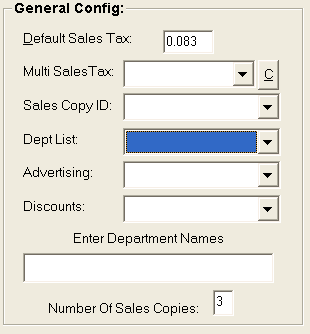 General Config:
Default Sales Tax: 0.083
Multi SalesTax: C
Sales Copy ID:
Dept List:
Advertising:
Discounts:
Enter Department Names
Number Of Sales Copies: 3